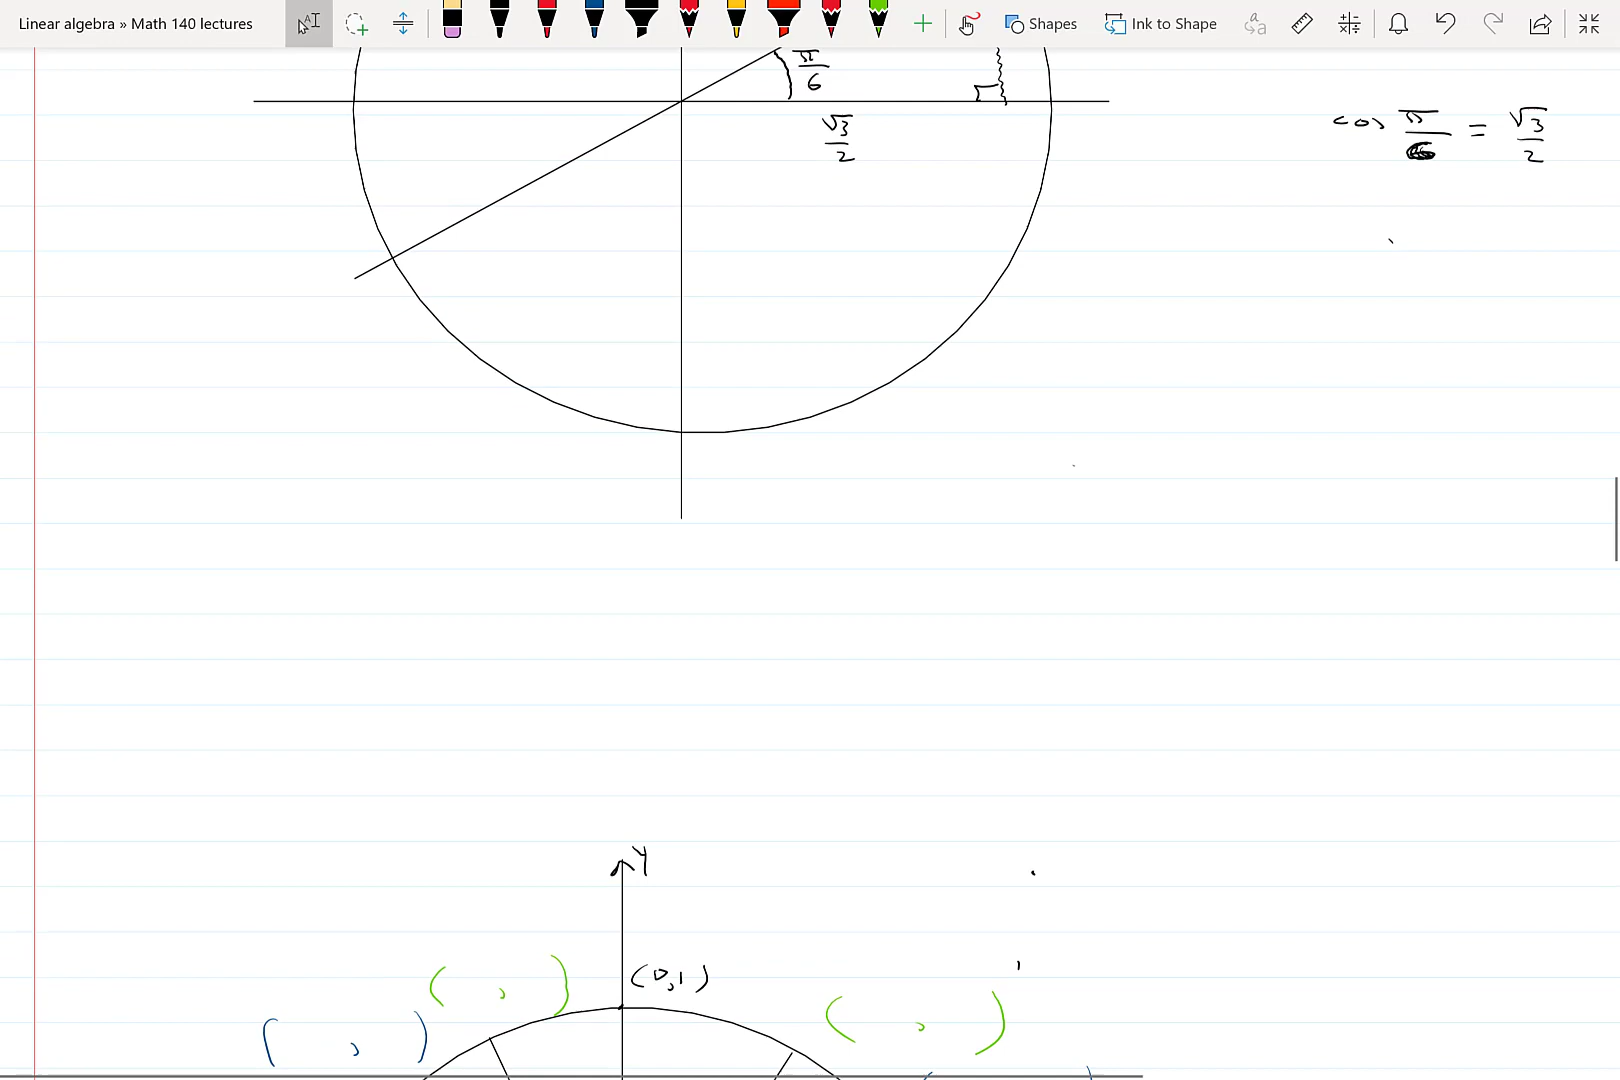 Linear algebra » Math 140 lectures Shapes Ink to Shape
π/6
√3/2
cos π/6 = √3/2
y
(0,1)
( , )
( , )
( , )